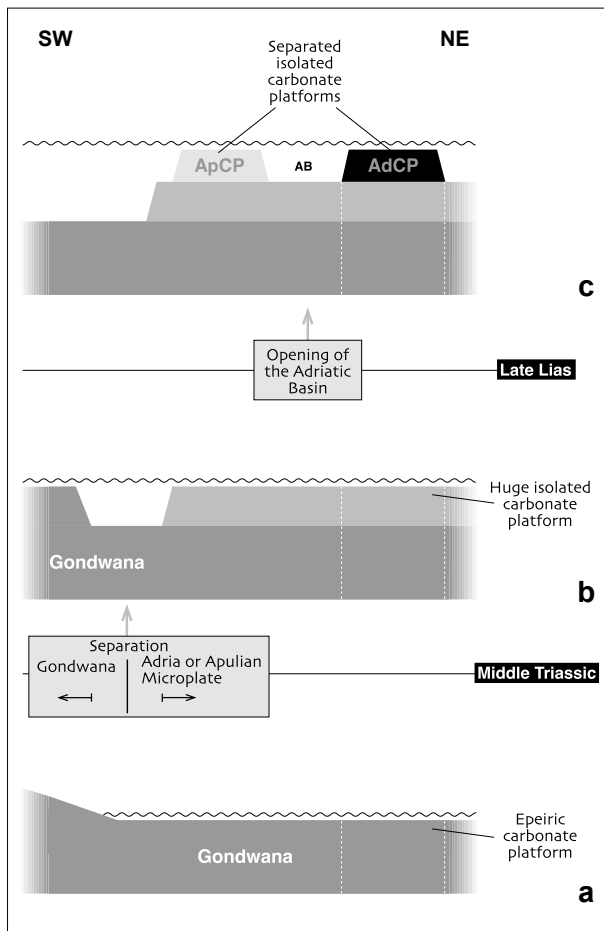 SW
NE
Separated
isolated
carbonate
platforms
ApCP
AB
AdCP
c
Opening of
the Adriatic
Basin
Late Lias
Huge isolated
carbonate
platform
Gondwana
b
Separation
Gondwana
Adria or Apulian
Microplate
Middle Triassic
Epeiric
carbonate
platform
Gondwana
a